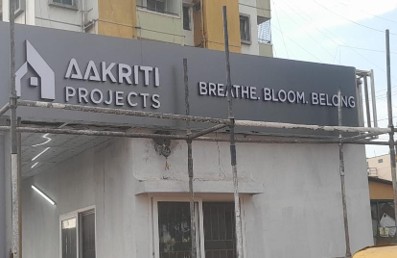 AAKRITI
PROJECTS
BREATHE. BLOOM. BELONG